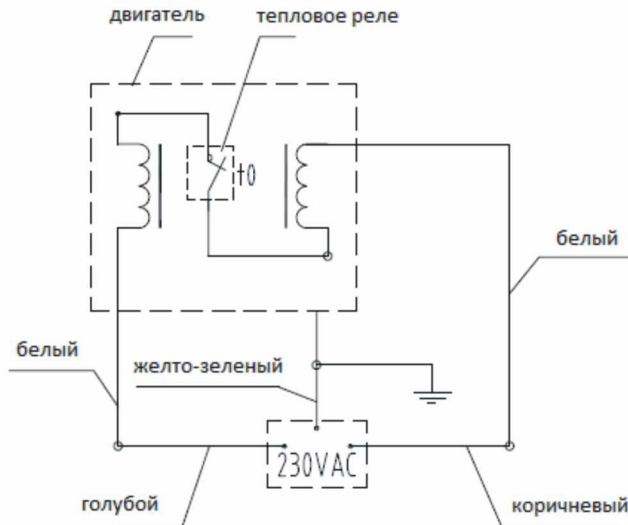 двигатель
тепловое реле
t0
белый
белый
желто-зеленый
230VAC
голубой
коричневый